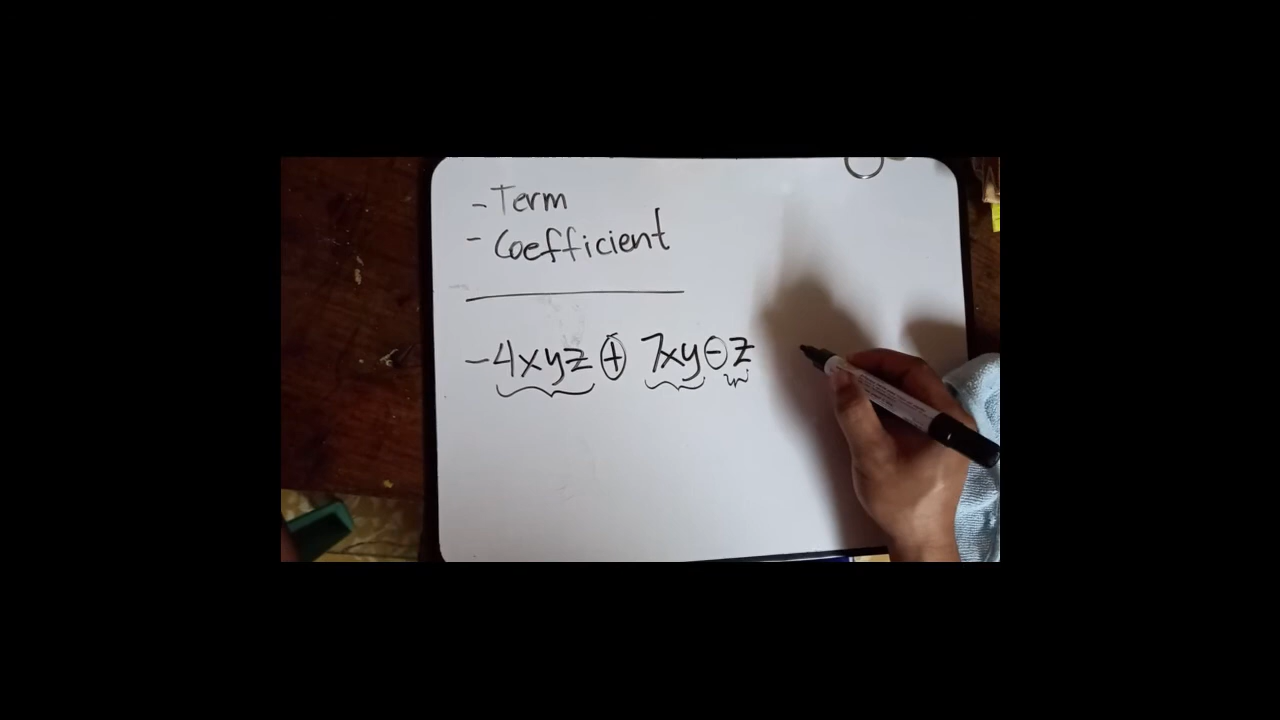 - Term
- Coefficient
-4xyz + 7xy - z